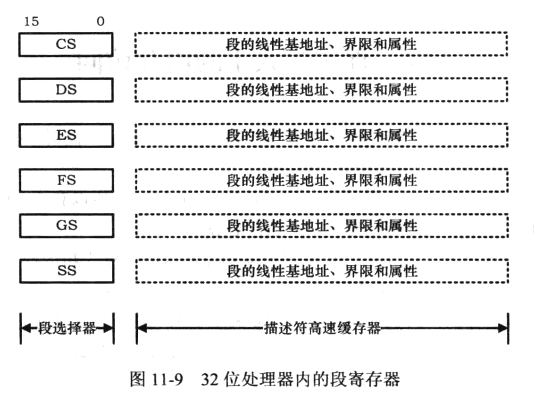 15 0
CS 段的线性基地址、界限和属性
DS 段的线性基地址、界限和属性
ES 段的线性基地址、界限和属性
FS 段的线性基地址、界限和属性
GS 段的线性基地址、界限和属性
SS 段的线性基地址、界限和属性
段选择器 描述符高速缓存器
图 11-9 32 位处理器内的段寄存器